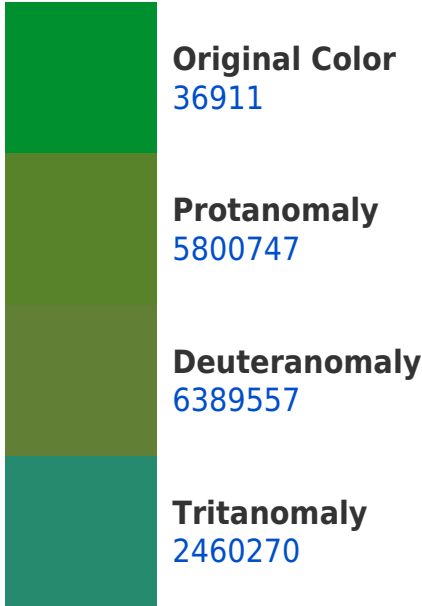 Original Color
36911
Protanomaly
5800747
Deuteranomaly
6389557
Tritanomaly
2460270